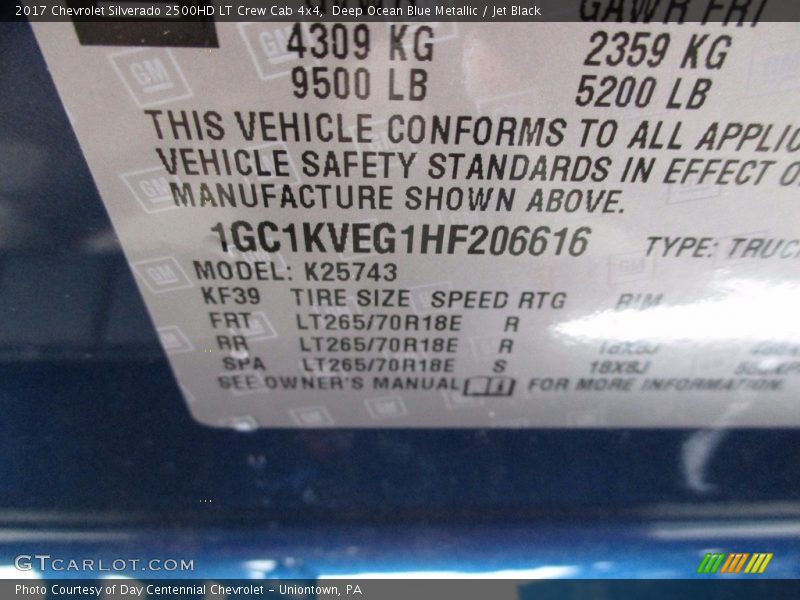 2017 Chevrolet Silverado 2500HD LT Crew Cab 4x4, Deep Ocean Blue Metallic / Jet Black
GAWR FRT
4309 KG 2359 KG
9500 LB 5200 LB
THIS VEHICLE CONFORMS TO ALL
VEHICLE SAFETY STANDARDS IN EFFECT
MANUFACTURE SHOWN ABOVE.
1GC1KVEG1HF206616 TYPE: TRUCK
MODEL: K25743
KF39 TIRE SIZE SPEED RTG RIM
FRT LT265/70R18E R
RR LT265/70R18E R 18X8J
SPA LT265/70R18E S 18X8J
SEE OWNER'S MANUAL FOR MORE INFORMATION
GTCARLOT.COM
Photo Courtesy of Day Centennial Chevrolet - Uniontown, PA